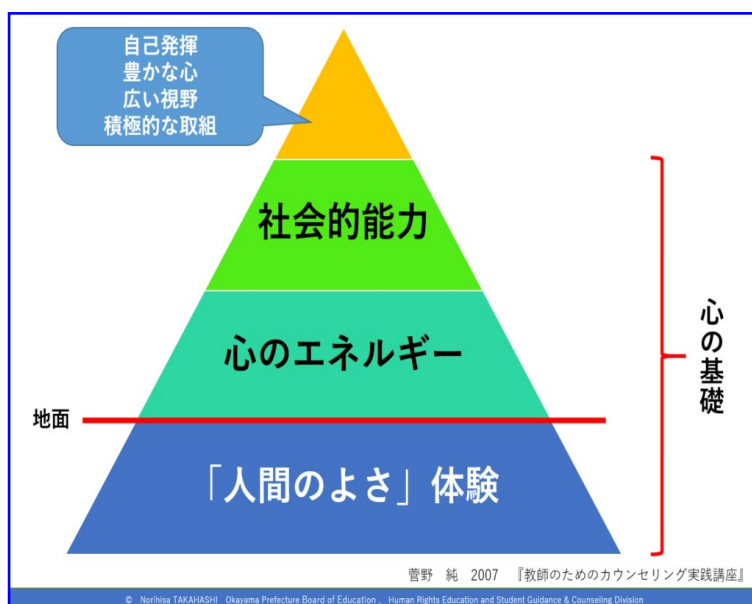 自己発揮
豊かな心
広い視野
積極的な取組
社会的能力
心のエネルギー
心の基礎
地面
「人間のよさ」体験
菅野　純　2007　『教師のためのカウンセリング実践講座』
© Norihisa TAKAHASHI Okayama Prefecture Board of Education 、 Human Rights Education and Student Guidance & Counseling Division